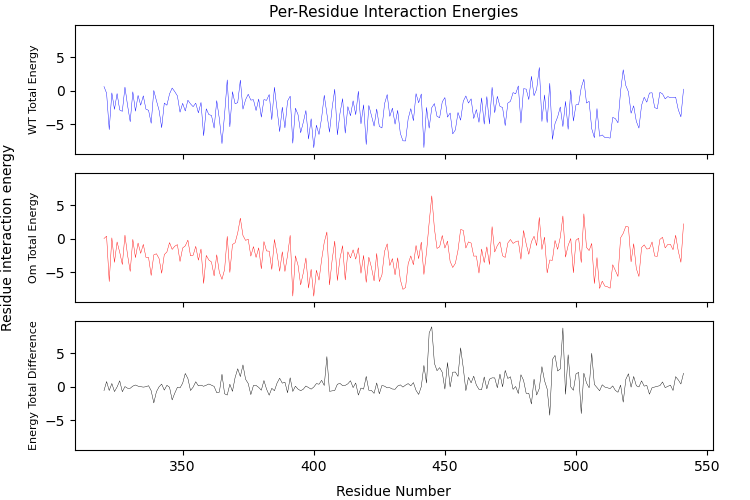 Per-Residue Interaction Energies
Residue interaction energy
WT Total Energy
5
0
−5
Om Total Energy
5
0
−5
Energy Total Difference
5
0
−5
350
400
450
500
550
Residue Number